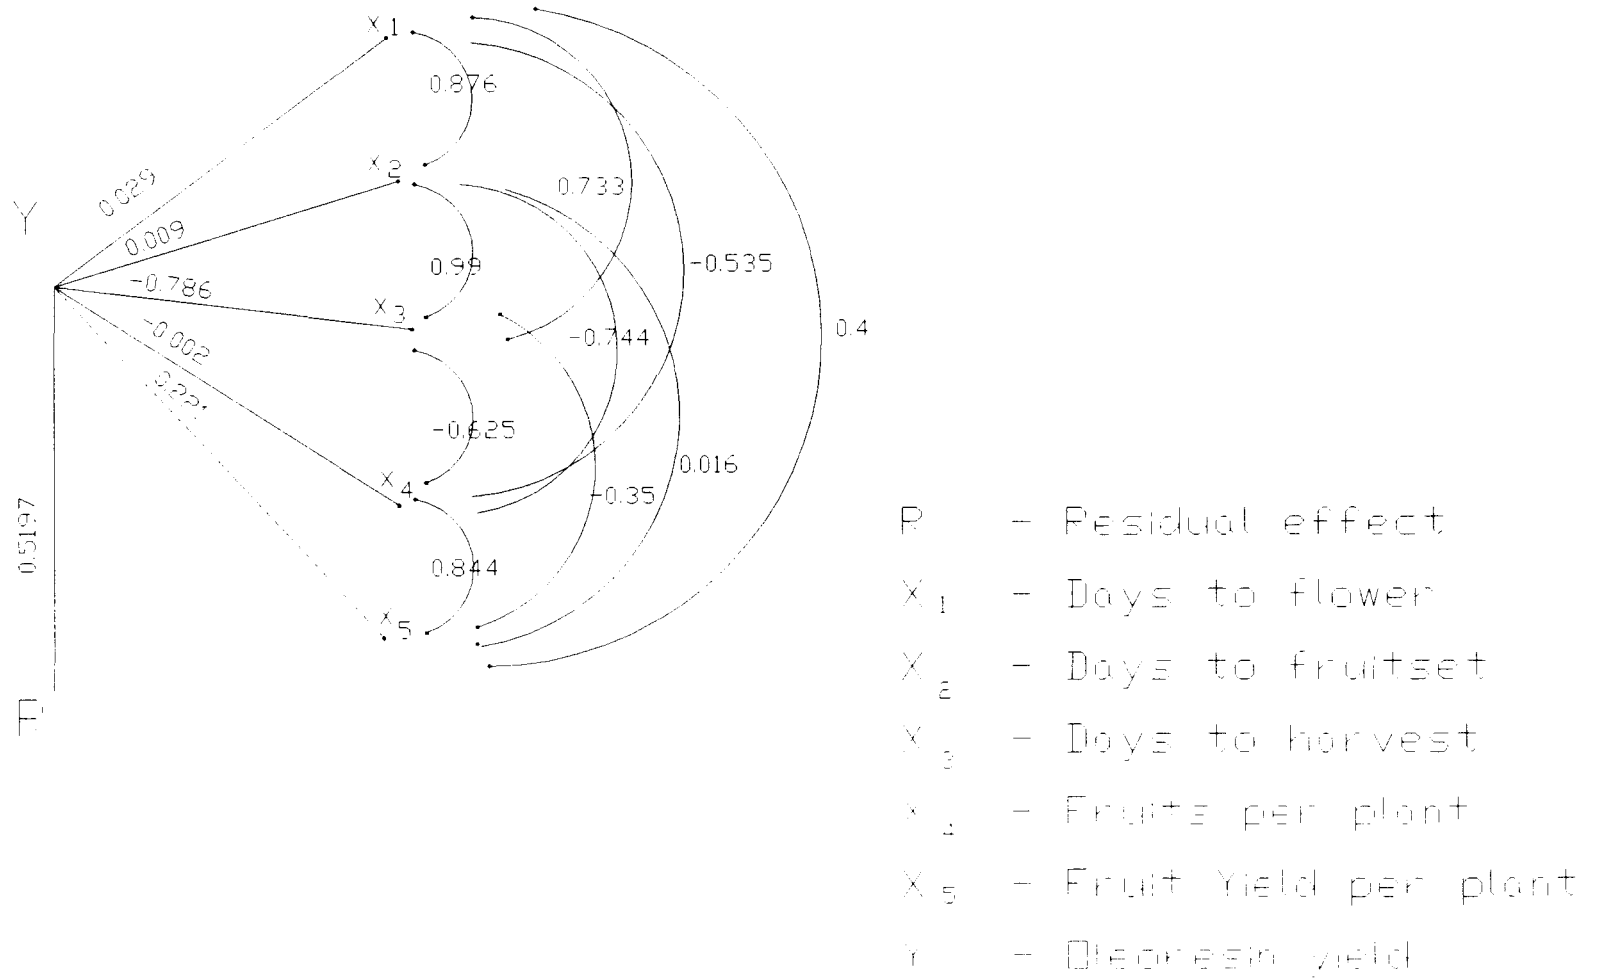 X1
0.876
X2
0.029
0.733
Y
0.009
0.99
-0.535
-0.786
X3
-0.744
0.4
-0.002
0.221
-0.625
0.016
X4
-0.35
0.5197
0.844
X5
R
R - Residual effect
X1 - Days to flower
X2 - Days to fruitset
X3 - Days to harvest
X4 - Fruits per plant
X5 - Fruit Yield per plant
Y - Oleoresin yield